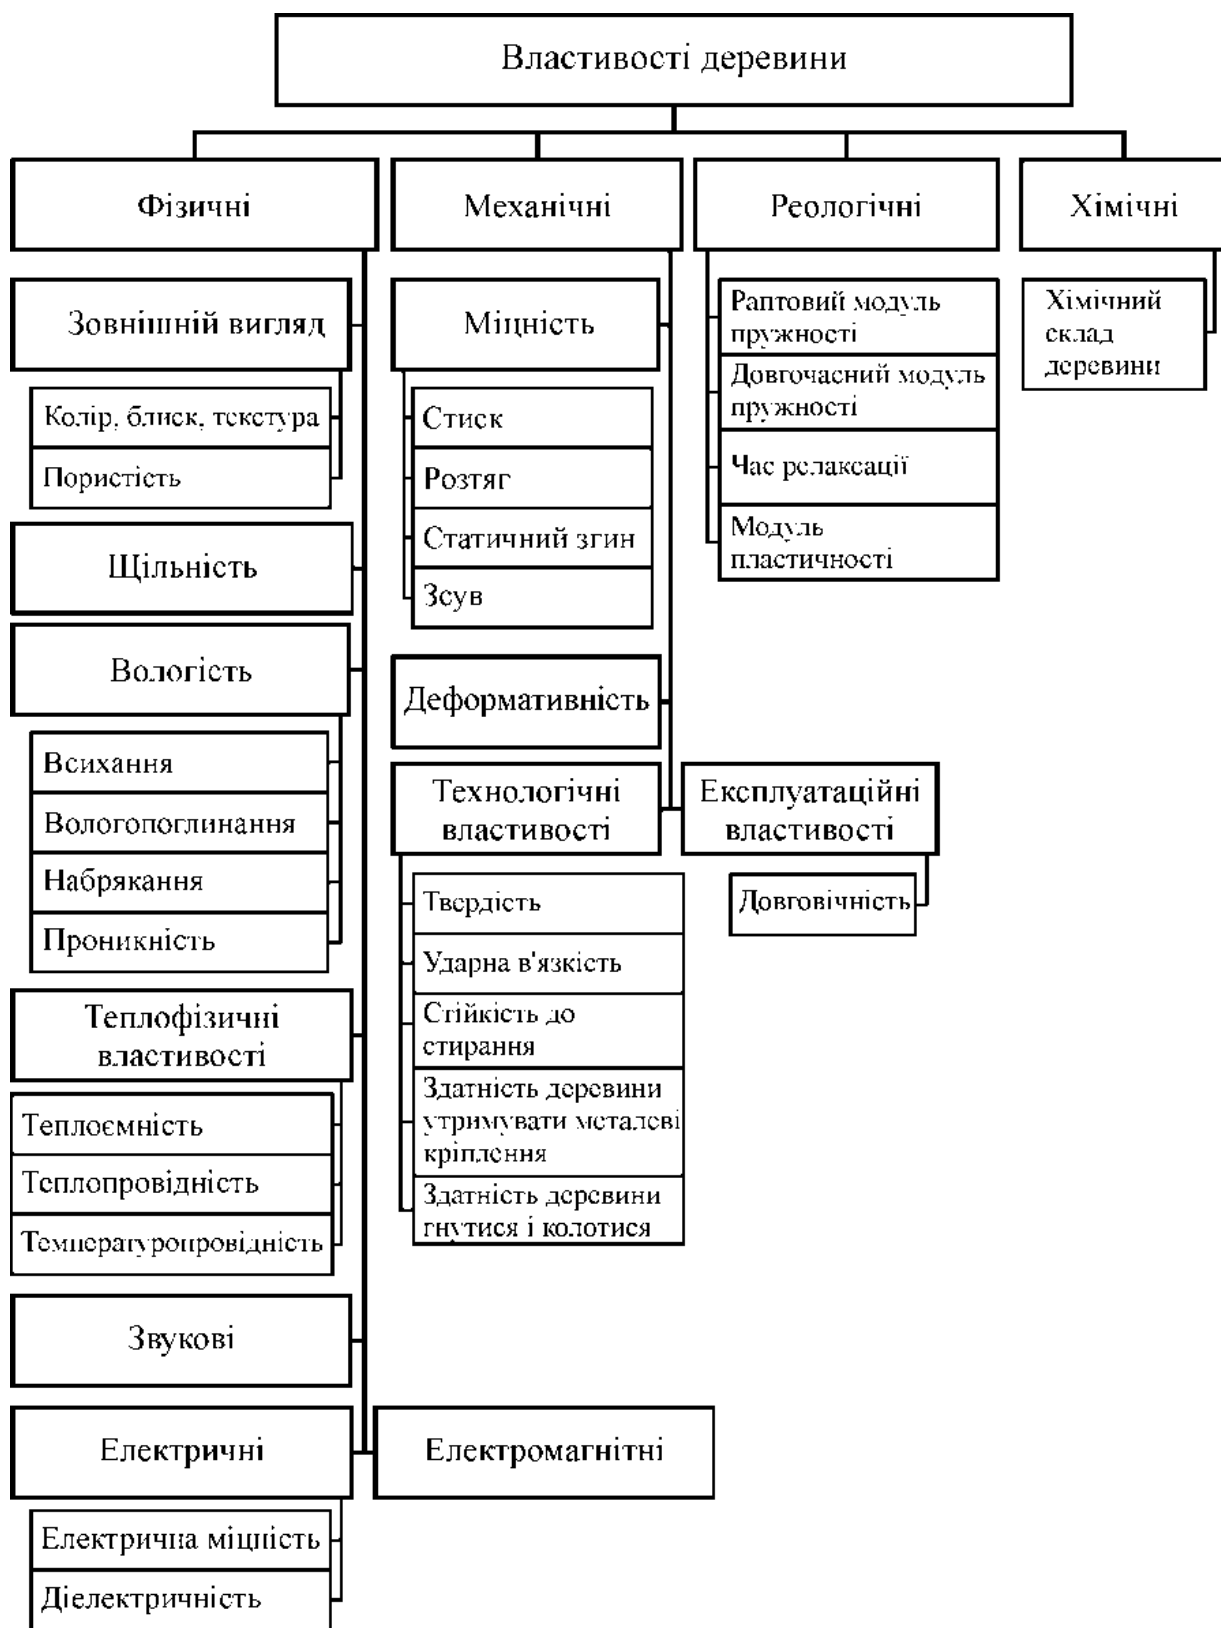 Властивості деревини
Фізичні
Механічні
Реологічні
Хімічні
Зовнішній вигляд
Колір, блиск, текстура
Пористість
Щільність
Вологість
Всихання
Вологопоглинання
Набрякання
Проникність
Теплофізичні
властивості
Теплоємність
Теплопровідність
Температуропровідність
Звукові
Електричні
Електрична міцність
Діелектричність
Електромагнітні
Міцність
Стиск
Розтяг
Статичний згин
Зсув
Деформативність
Технологічні
властивості
Твердість
Ударна в'язкість
Стійкість до
стирання
Здатність деревини
утримувати металеві
кріплення
Здатність деревини
гнутися і колотися
Експлуатаційні
властивості
Довговічність
Раптовий модуль
пружності
Довгочасний модуль
пружності
Час релаксації
Модуль
пластичності
Хімічний
склад
деревини